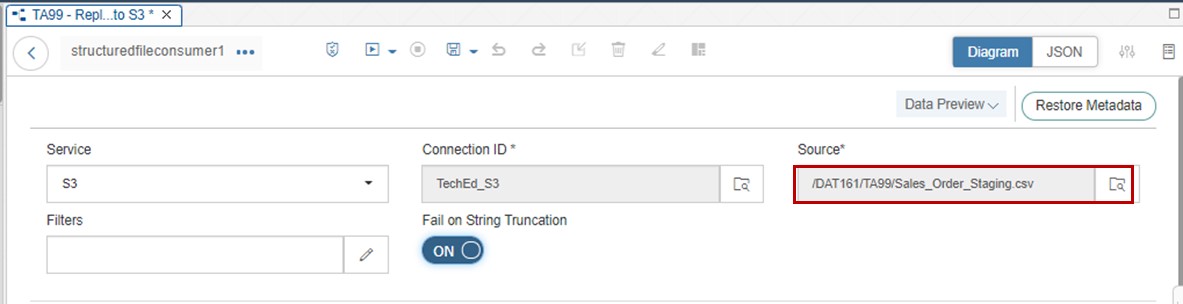 TA99 - Repl...to S3 *
structuredfileconsumer1
Diagram JSON
Data Preview Restore Metadata
Service Connection ID * Source*
S3 TechEd_S3 /DAT161/TA99/Sales_Order_Staging.csv
Filters Fail on String Truncation
ON